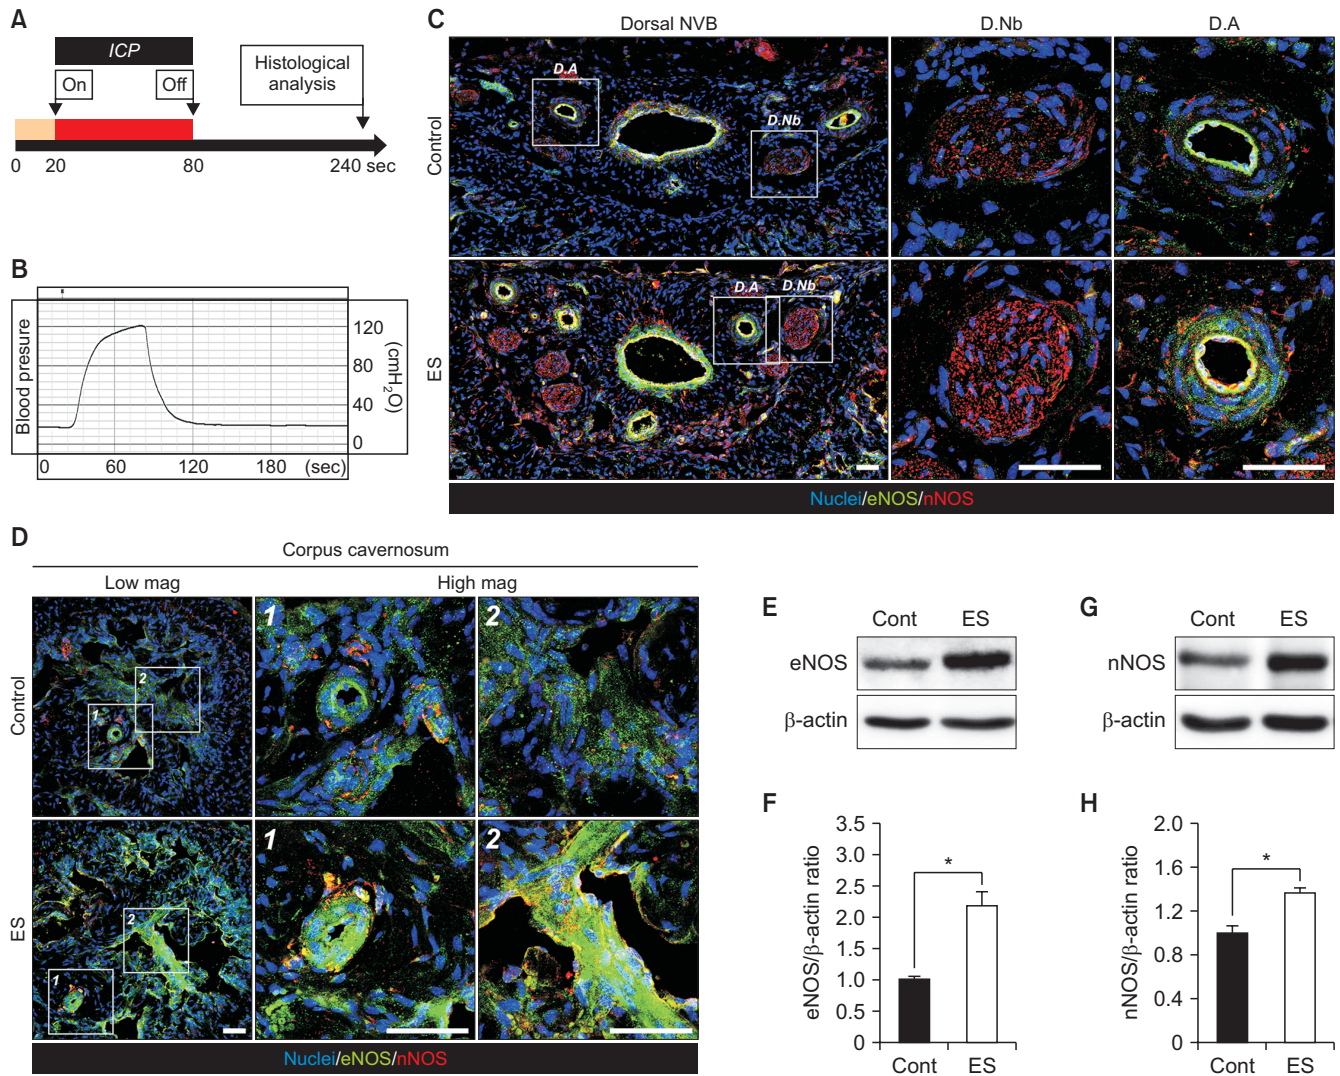 A
ICP
On
Off
Histological
analysis
0
20
80
240 sec
B
Blood presure
120
80
40
0
(cmH2O)
0
60
180
(sec)
C
Dorsal NVB
D.Nb
D.A
Control
D.A
D.Nb
ES
D.A
D.Nb
Nuclei/eNOS/nNOS
D
Corpus cavernosum
Low mag
High mag
Control
1
2
1
2
ES
1
2
1
2
Nuclei/eNOS/nNOS
E
Cont
ES
eNOS
β-actin
G
Cont
ES
nNOS
β-actin
F
eNOS/β-actin ratio
3.5
3.0
2.5
2.0
1.5
1.0
0.5
0
*
Cont
ES
H
nNOS/β-actin ratio
2.0
1.6
1.2
0.8
0.4
0
*
Cont
ES